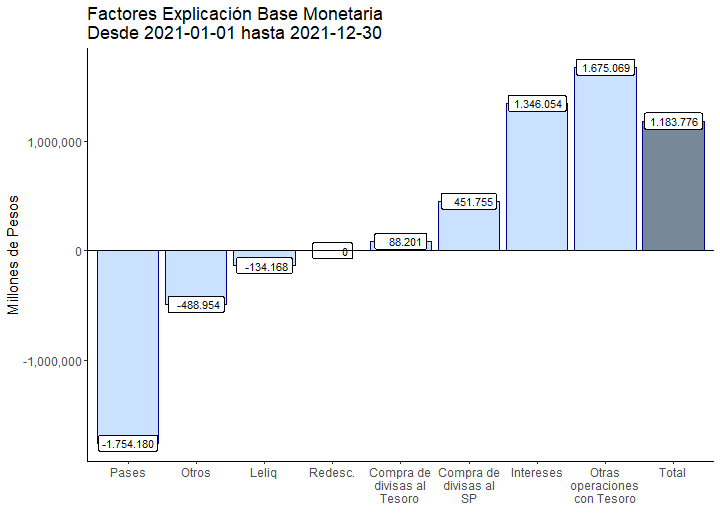 Factores Explicación Base Monetaria
Desde 2021-01-01 hasta 2021-12-30
Millones de Pesos
1,000,000
0
-1,000,000
-1.754.180
-488.954
-134.168
0
88.201
451.755
1.346.054
1.675.069
1.183.776
Pases
Otros
Leliq
Redesc.
Compra de
divisas al
Tesoro
Compra de
divisas al
SP
Intereses
Otras
operaciones
con Tesoro
Total